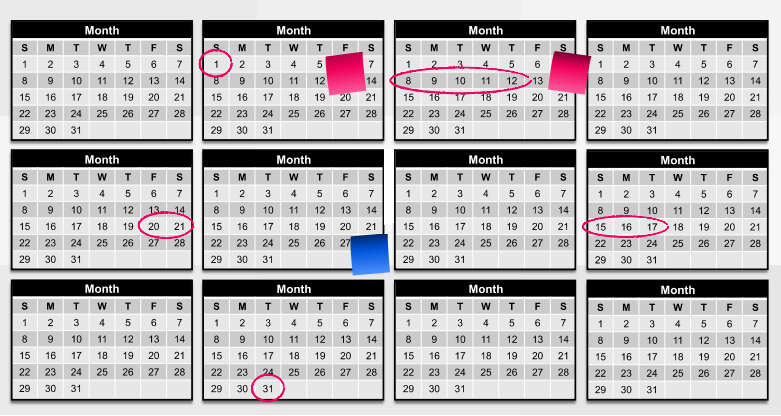 Month
S M T W T F S
1 2 3 4 5 6 7
8 9 10 11 12 13 14
15 16 17 18 19 20 21
22 23 24 25 26 27 28
29 30 31
Month
S M T W T F S
1 2 3 4 5 7
8 9 10 11 12 14
15 16 17 18 19 20 21
22 23 24 25 26 27 28
29 30 31
Month
S M T W T F S
1 2 3 4 5 6
8 9 10 11 12 13
15 16 17 18 19 20 21
22 23 24 25 26 27 28
29 30 31
Month
S M T W T F S
1 2 3 4 5 6 7
8 9 10 11 12 13 14
15 16 17 18 19 20 21
22 23 24 25 26 27 28
29 30 31
Month
S M T W T F S
1 2 3 4 5 6 7
8 9 10 11 12 13 14
15 16 17 18 19 20 21
22 23 24 25 26 27 28
29 30 31
Month
S M T W T F S
1 2 3 4 5 6 7
8 9 10 11 12 13 14
15 16 17 18 19 20 21
22 23 24 25 26 27
29 30 31
Month
S M T W T F S
1 2 3 4 5 6 7
8 9 10 11 12 13 14
15 16 17 18 19 20 21
22 23 24 25 26 27 28
29 30 31
Month
S M T W T F S
1 2 3 4 5 6 7
8 9 10 11 12 13 14
15 16 17 18 19 20 21
22 23 24 25 26 27 28
29 30 31
Month
S M T W T F S
1 2 3 4 5 6 7
8 9 10 11 12 13 14
15 16 17 18 19 20 21
22 23 24 25 26 27 28
29 30 31
Month
S M T W T F S
1 2 3 4 5 6 7
8 9 10 11 12 13 14
15 16 17 18 19 20 21
22 23 24 25 26 27 28
29 30 31
Month
S M T W T F S
1 2 3 4 5 6 7
8 9 10 11 12 13 14
15 16 17 18 19 20 21
22 23 24 25 26 27 28
29 30 31
Month
S M T W T F S
1 2 3 4 5 6 7
8 9 10 11 12 13 14
15 16 17 18 19 20 21
22 23 24 25 26 27 28
29 30 31